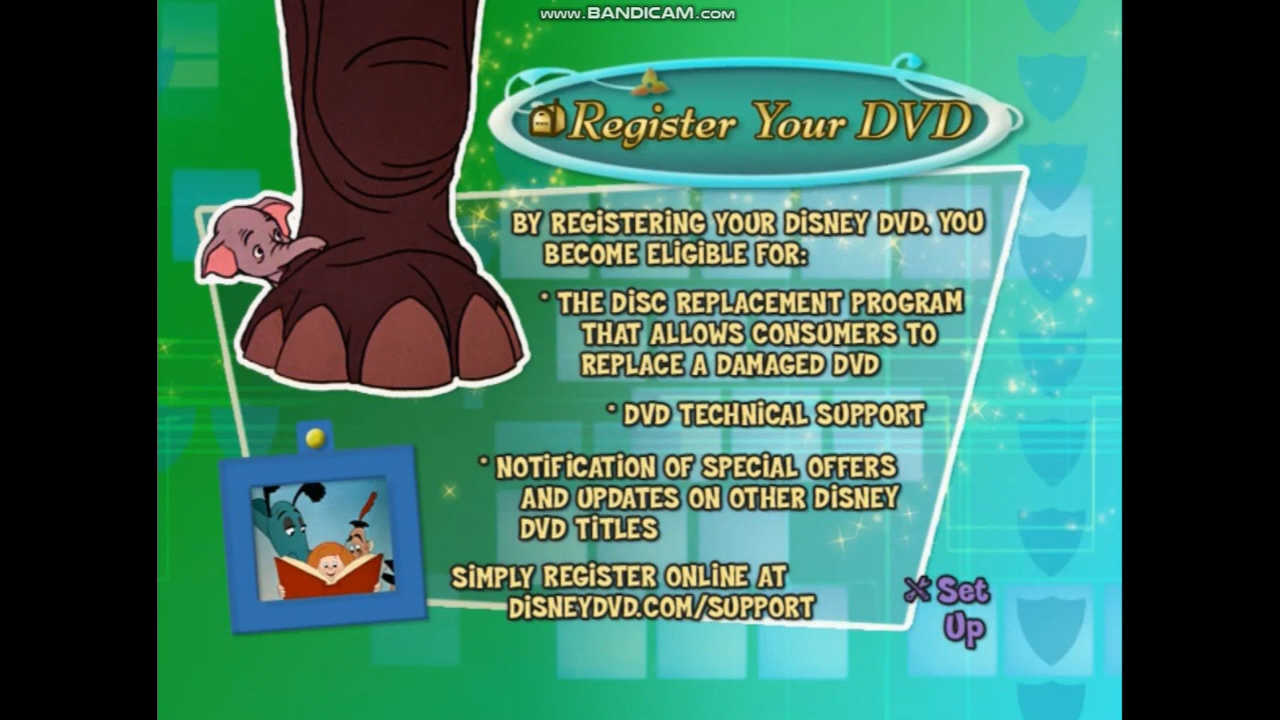 www.BANDICAM.com
Register Your DVD
BY REGISTERING YOUR DISNEY DVD, YOU
BECOME ELIGIBLE FOR:
* THE DISC REPLACEMENT PROGRAM
THAT ALLOWS CONSUMERS TO
REPLACE A DAMAGED DVD
* DVD TECHNICAL SUPPORT
* NOTIFICATION OF SPECIAL OFFERS
AND UPDATES ON OTHER DISNEY
DVD TITLES
SIMPLY REGISTER ONLINE AT
DISNEYDVD.COM/SUPPORT
Set
Up